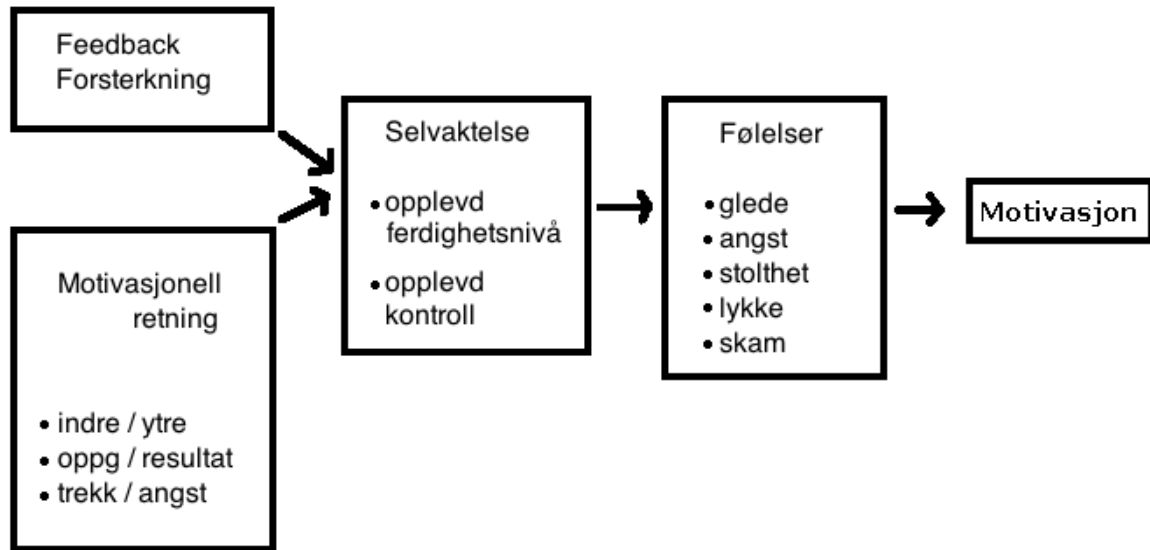 Feedback
Forsterkning
Motivasjonell
retning
• indre / ytre
• oppg / resultat
• trekk / angst
Selvaktelse
• opplevd
ferdighetsnivå
• opplevd
kontroll
Følelser
• glede
• angst
• stolthet
• lykke
• skam
Motivasjon